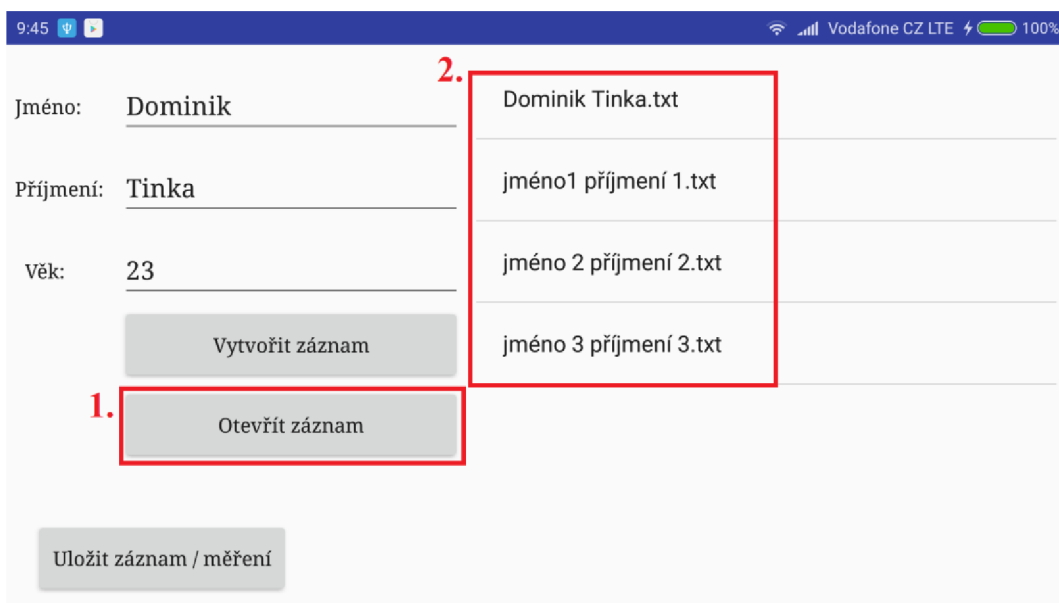 9:45 Vodafone CZ LTE 100%
2.
Jméno: Dominik
Příjmení: Tinka
Věk: 23
Vytvořit záznam
1.
Otevřít záznam
Uložit záznam / měření
Dominik Tinka.txt
jméno1 příjmení 1.txt
jméno 2 příjmení 2.txt
jméno 3 příjmení 3.txt